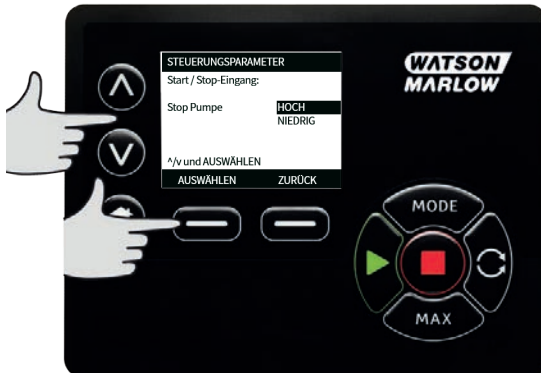 STEUERUNGSPARAMETER
Start / Stop-Eingang:
Stop Pumpe HOCH
NIEDRIG
^/v und AUSWÄHLEN
AUSWÄHLEN ZURÜCK
WATSON
MARLOW
MODE
MAX